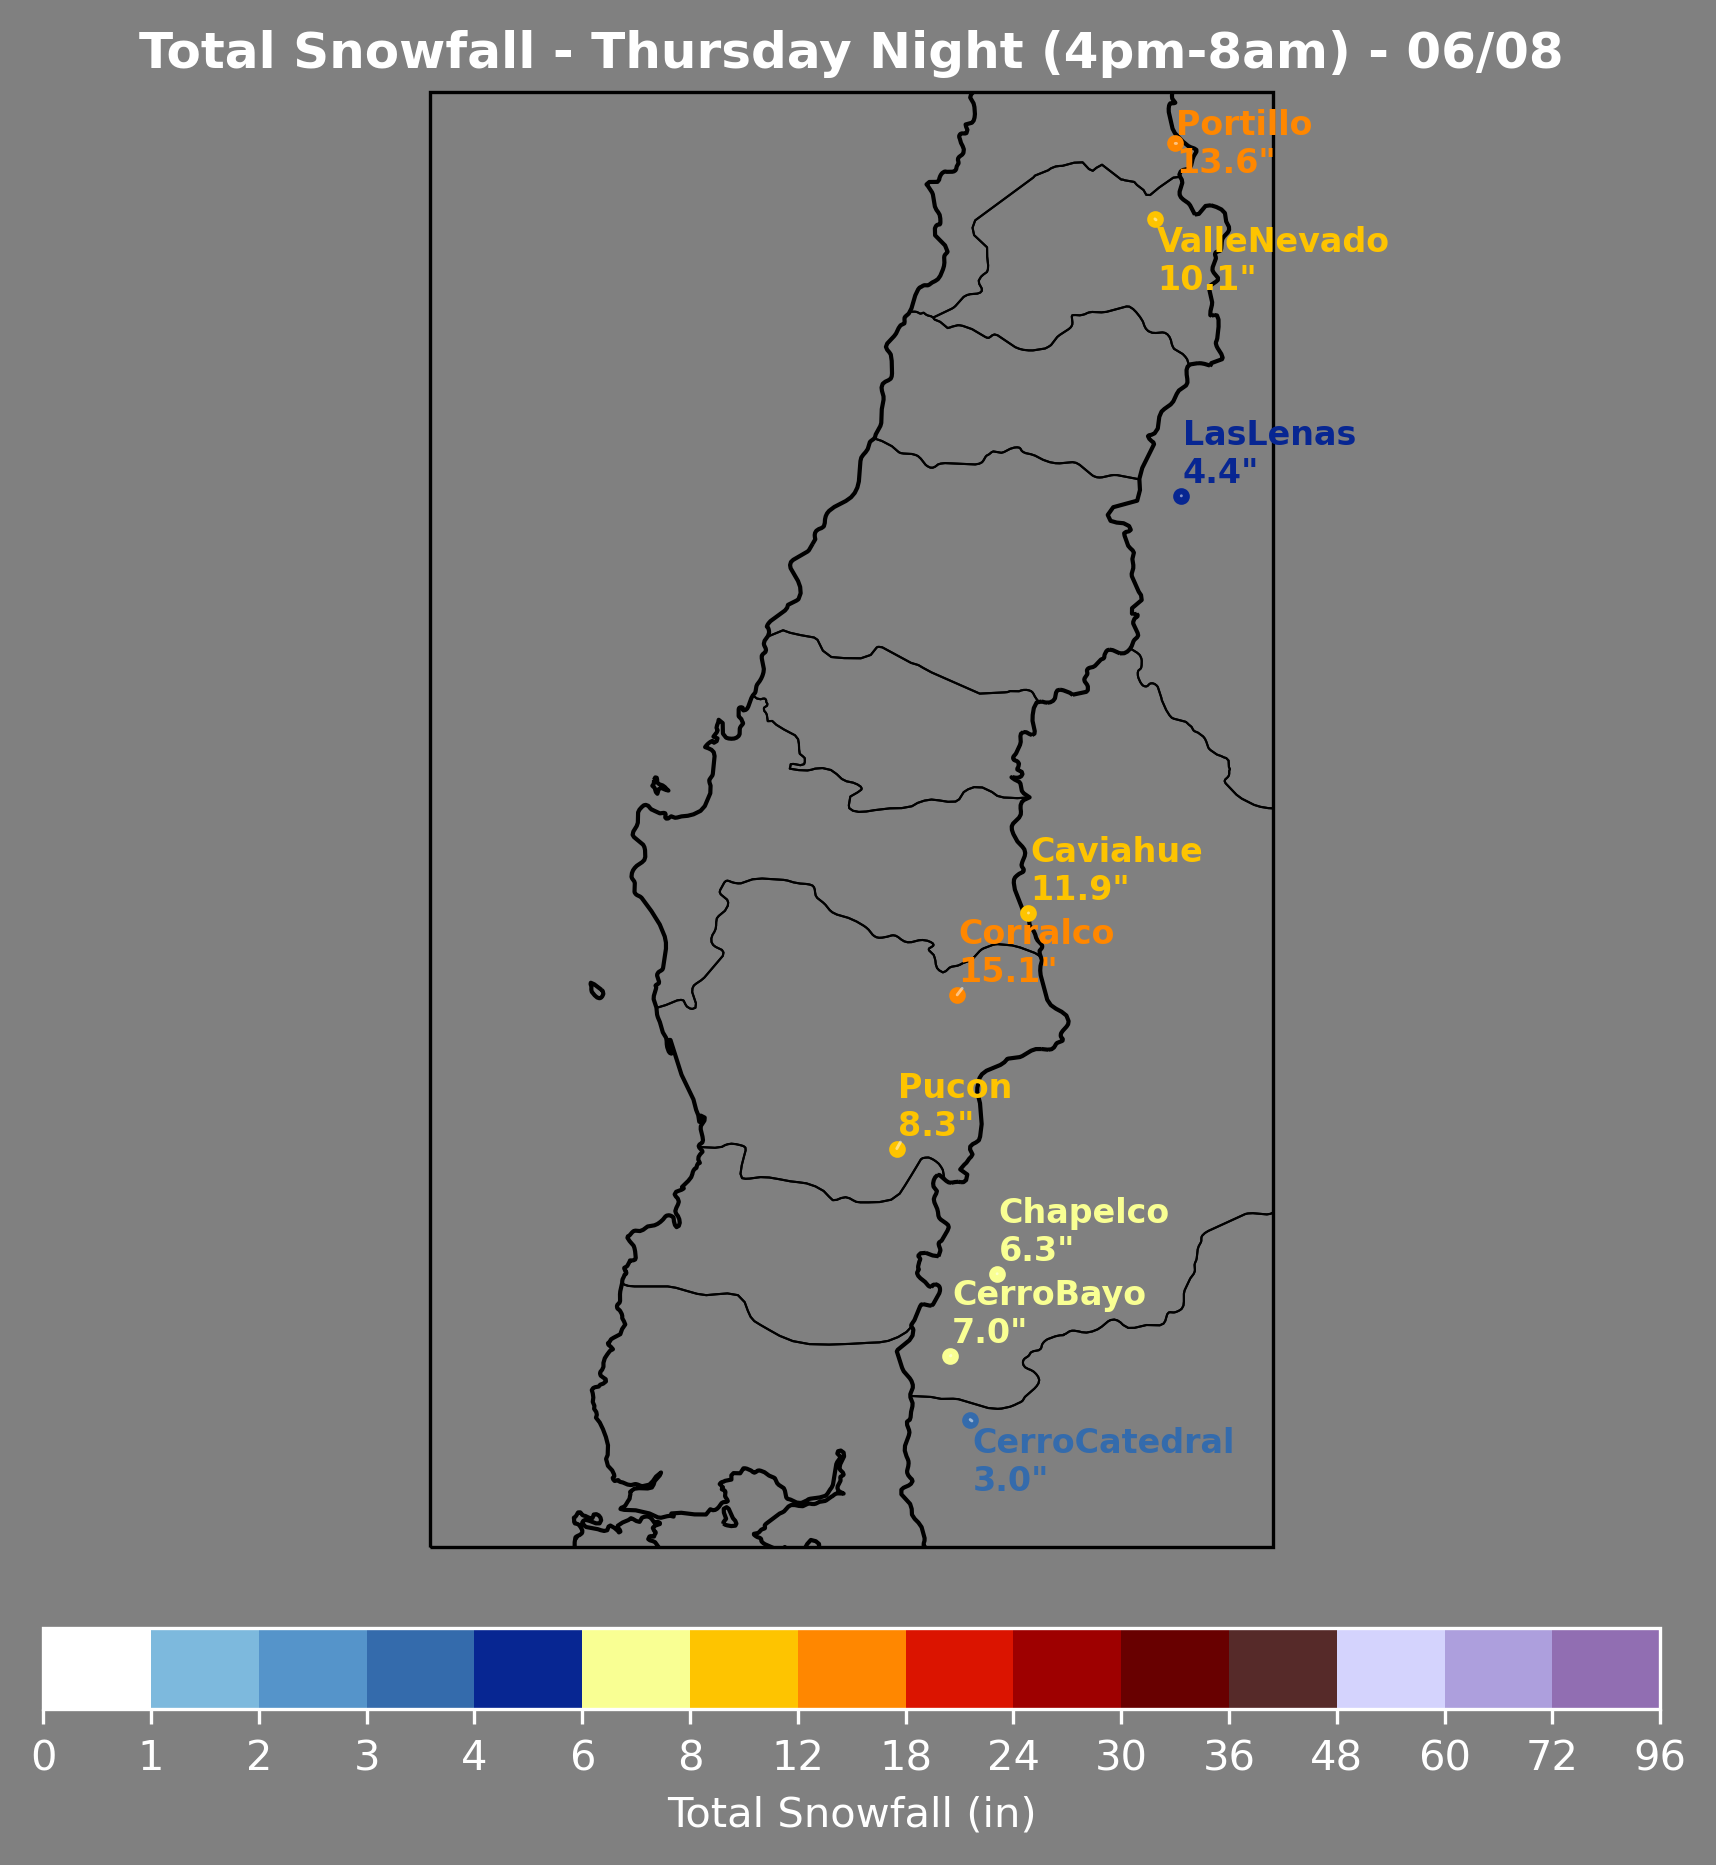 Total Snowfall - Thursday Night (4pm-8am) - 06/08
Portillo
13.6"
ValleNevado
10.1"
LasLenas
4.4"
Caviahue
11.9"
Corralco
15.1"
Pucon
8.3"
Chapelco
6.3"
CerroBayo
7.0"
CerroCatedral
3.0"
0 1 2 3 4 6 8 12 18 24 30 36 48 60 72 96
Total Snowfall (in)